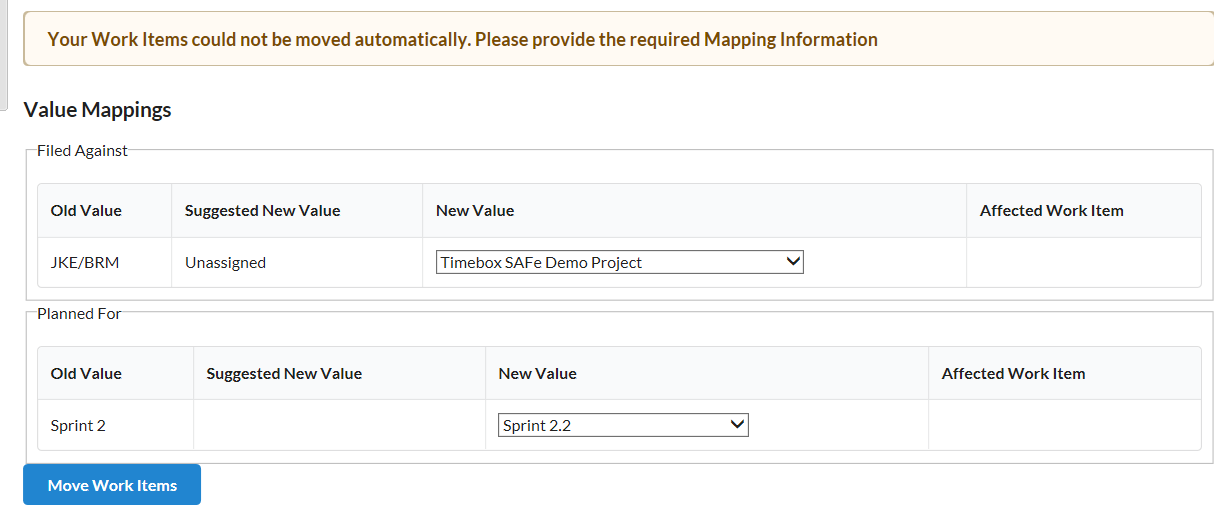 Your Work Items could not be moved automatically. Please provide the required Mapping Information
Value Mappings
Filed Against
Old Value Suggested New Value New Value Affected Work Item
JKE/BRM Unassigned Timebox SAFe Demo Project
Planned For
Old Value Suggested New Value New Value Affected Work Item
Sprint 2 Sprint 2.2
Move Work Items